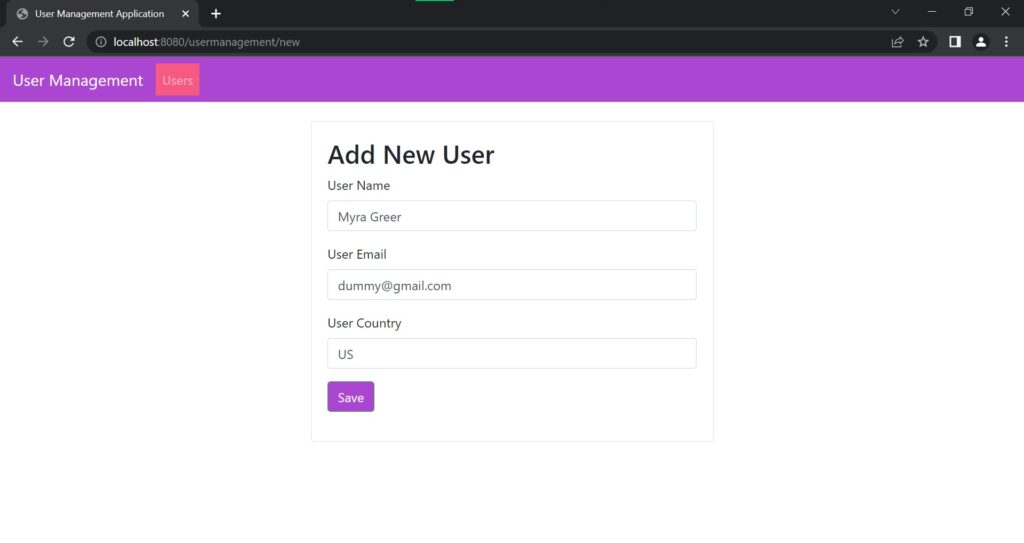 User Management Application
localhost:8080/usermanagement/new
User Management Users
Add New User
User Name
Myra Greer
User Email
dummy@gmail.com
User Country
US
Save